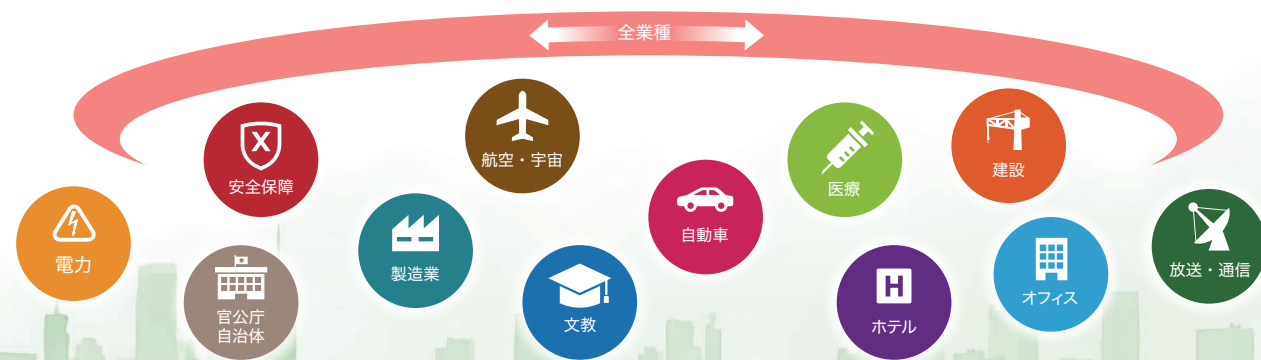 全業種
航空・宇宙
安全保障
医療
建設
自動車
電力
製造業
放送・通信
オフィス
官公庁
自治体
文教
ホテル
X
H